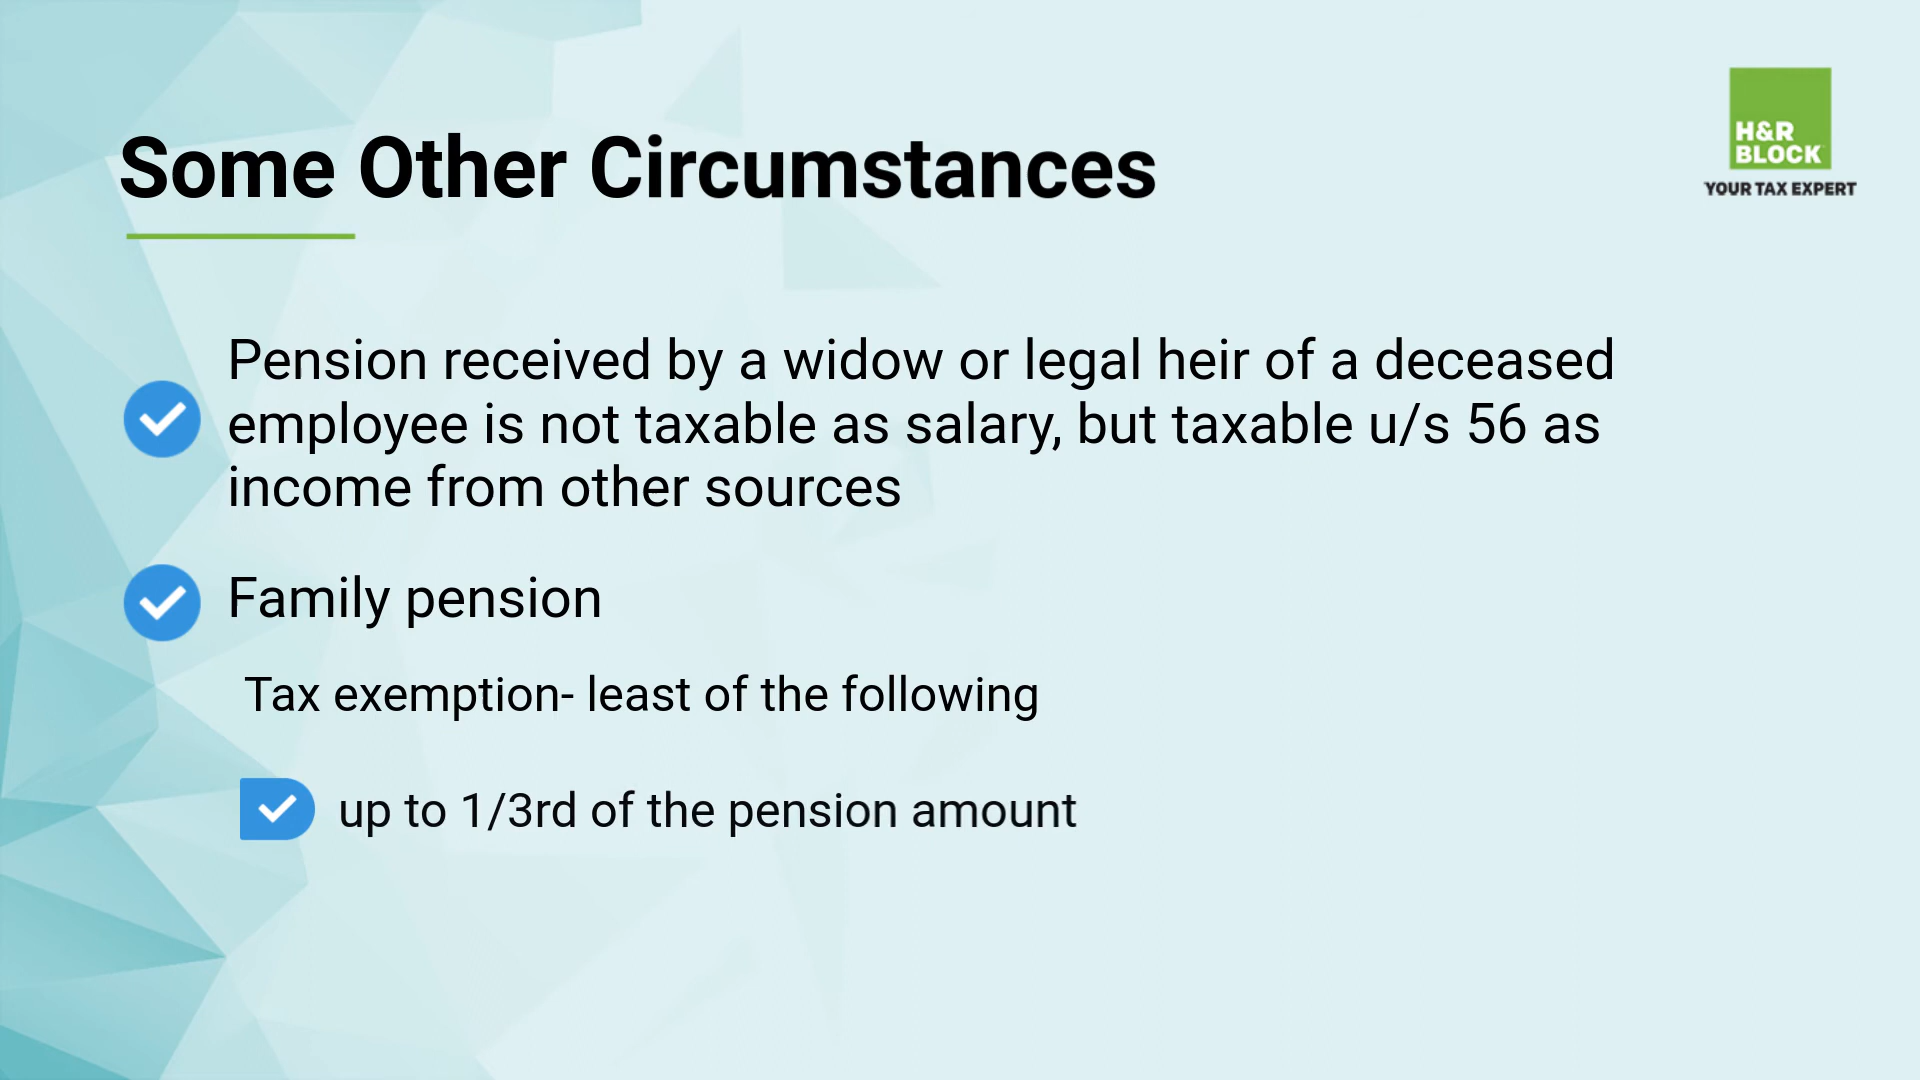 Some Other Circumstances
H&R
BLOCK
YOUR TAX EXPERT
Pension received by a widow or legal heir of a deceased
employee is not taxable as salary, but taxable u/s 56 as
income from other sources
Family pension
Tax exemption- least of the following
up to 1/3rd of the pension amount